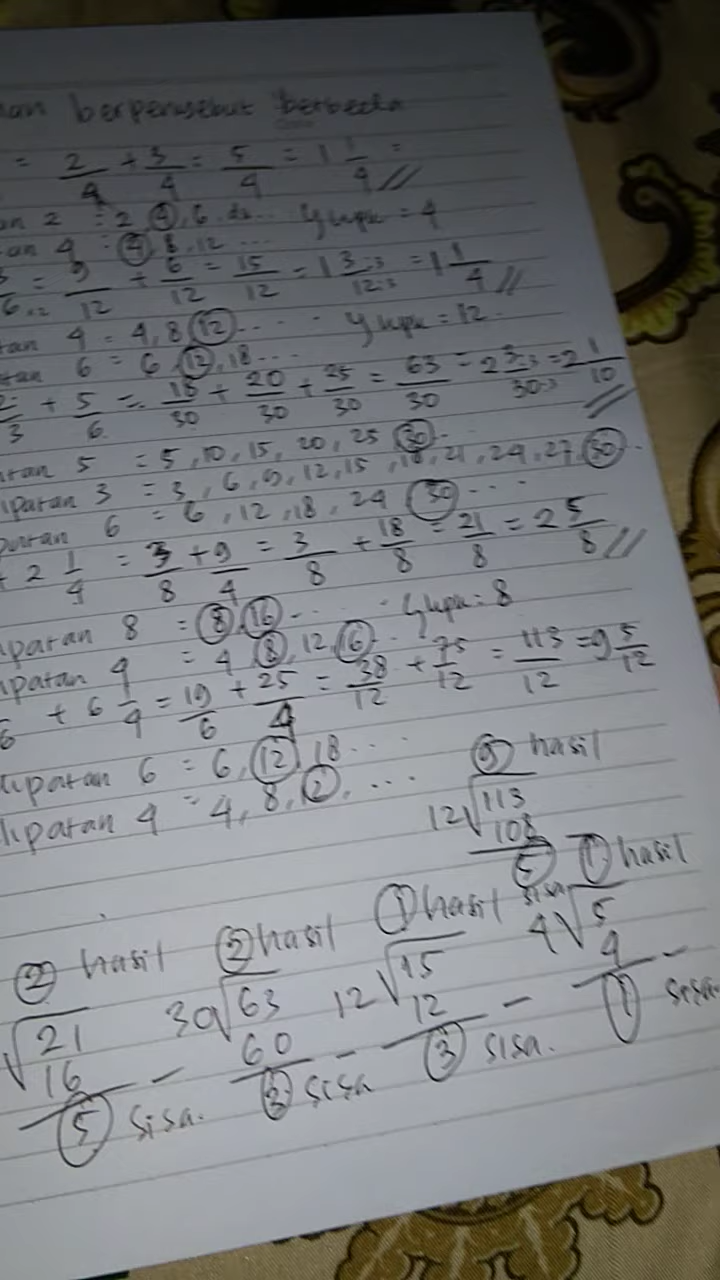 berpenyebut berbeda
= 2/4 + 3/4 = 5/4 = 1 1/4 =
an 2 = 2, 4, 6 yaitu = 4
an 4 = 4, 8, 12 ...
= 9/12 + 6/12 = 15/12 = 1 3:3/12:3 = 1 1/4
tan 4 = 4, 8, 12 .... = 12.
tan 6 = 6, 12, 18 ...
/3 + 5/6 = /30 + 20/30 + 25/30 = 63/30 = 2 3:3/30:3 = 2 1/10
5 = 5, 10, 15, 20, 25, 30 ..
iparan 3 = 3, 6, 9, 12, 15, 18, 21, 24, 27, 30 .
6 = 6, 12, 18, 24, 30 ...
+ 2 1/4 = 3/8 + 9/4 = 3/8 + 18/8 = 21/8 = 2 5/8
paran 8 = 8, 16 ... = 8
patan 4 = 4, 8, 12, 16 .
6 + 6 1/4 = 19/6 + 25/4 = 38/12 + 75/12 = 113/12 = 9 5/12
lipatan 6 = 6, 12, 18 ...
lipatan 4 = 4, 8, 12, ...
9 hasil
12√113
108
5 sisa
2 hasil
√21
16 -
5 sisa.
2 hasil
30√63
60 -
3 sisa
1 hasil
12√15
12 -
3 sisa.
1 hasil
4√5
4 -
1 sisa